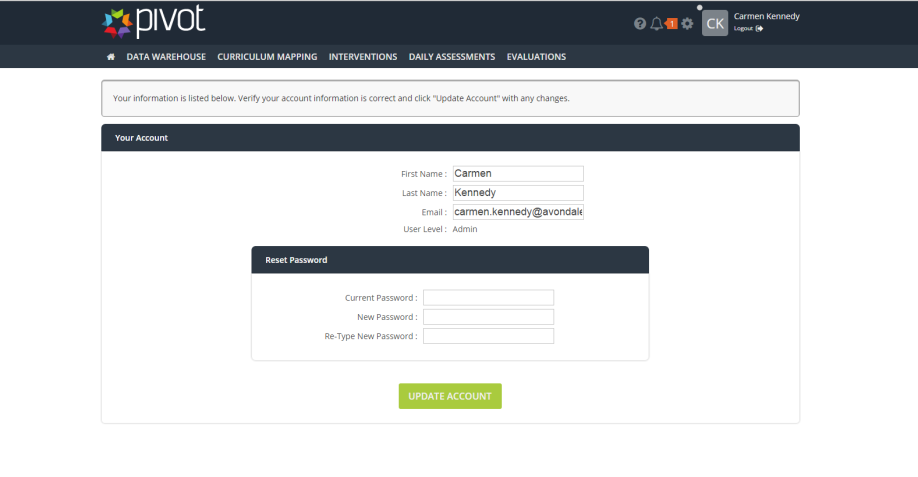 pivot
1
CK
Carmen Kennedy
Logout
DATA WAREHOUSE CURRICULUM MAPPING INTERVENTIONS DAILY ASSESSMENTS EVALUATIONS
Your information is listed below. Verify your account information is correct and click "Update Account" with any changes.
Your Account
First Name : Carmen
Last Name : Kennedy
Email : carmen.kennedy@avondale
User Level : Admin
Reset Password
Current Password :
New Password :
Re-Type New Password :
UPDATE ACCOUNT